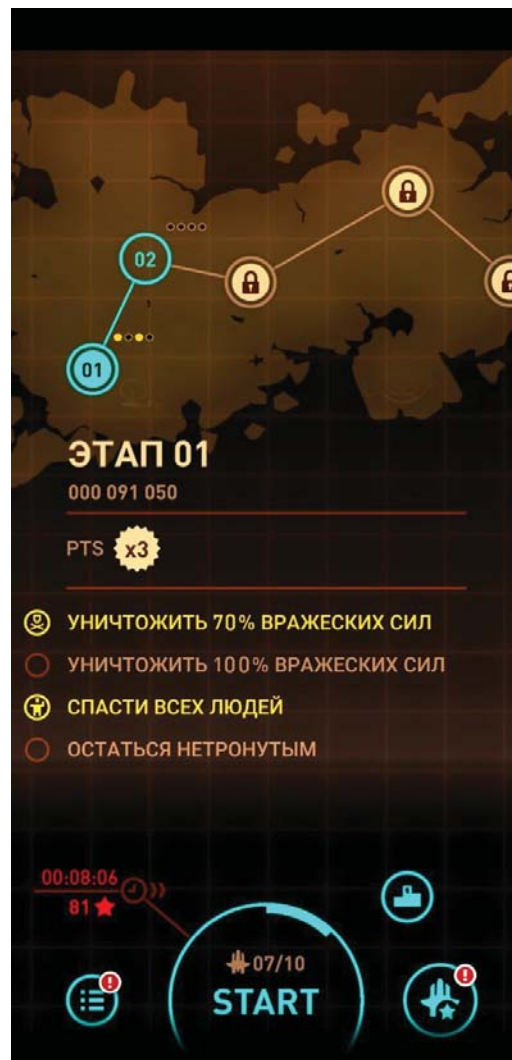 02
01
ЭТАП 01
000 091 050
PTS x3
УНИЧТОЖИТЬ 70% ВРАЖЕСКИХ СИЛ
УНИЧТОЖИТЬ 100% ВРАЖЕСКИХ СИЛ
СПАСТИ ВСЕХ ЛЮДЕЙ
ОСТАТЬСЯ НЕТРОНУТЫМ
00:08:06
81
07/10
START